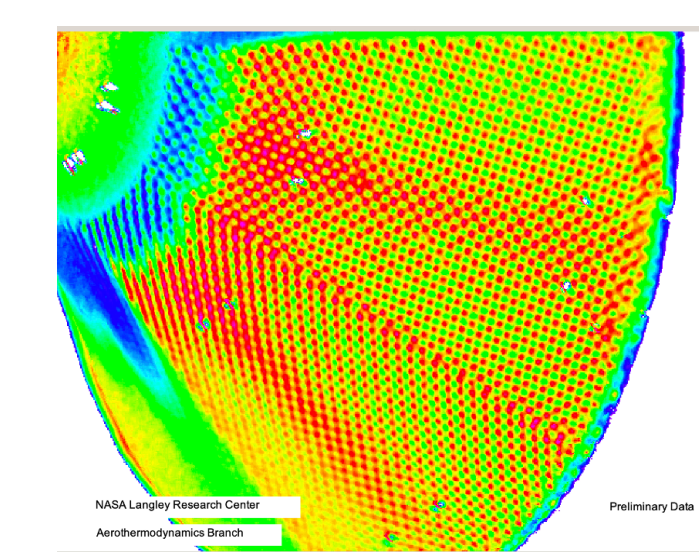 NASA Langley Research Center
Preliminary Data
Aerothermodynamics Branch